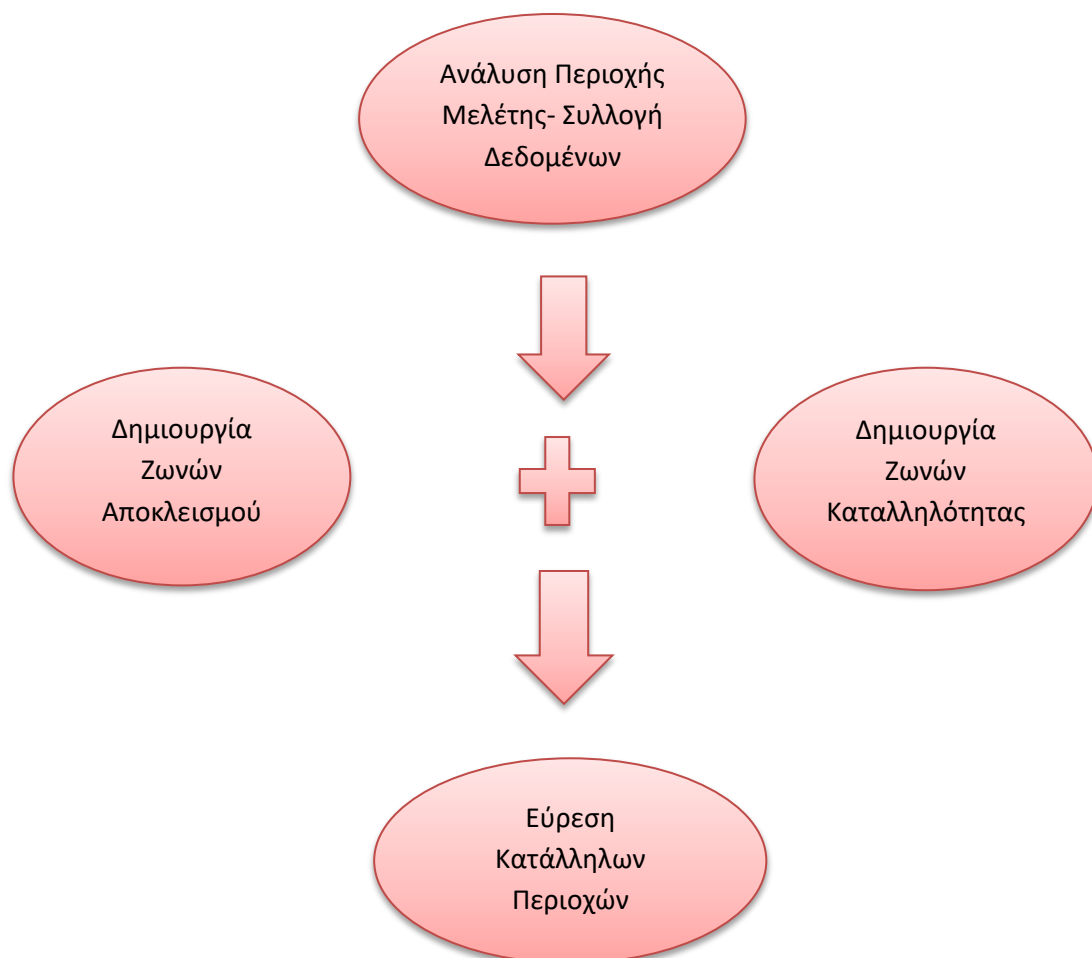 Ανάλυση Περιοχής
Μελέτης- Συλλογή
Δεδομένων
Δημιουργία
Ζωνών
Αποκλεισμού
Δημιουργία
Ζωνών
Καταλληλότητας
Εύρεση
Κατάλληλων
Περιοχών